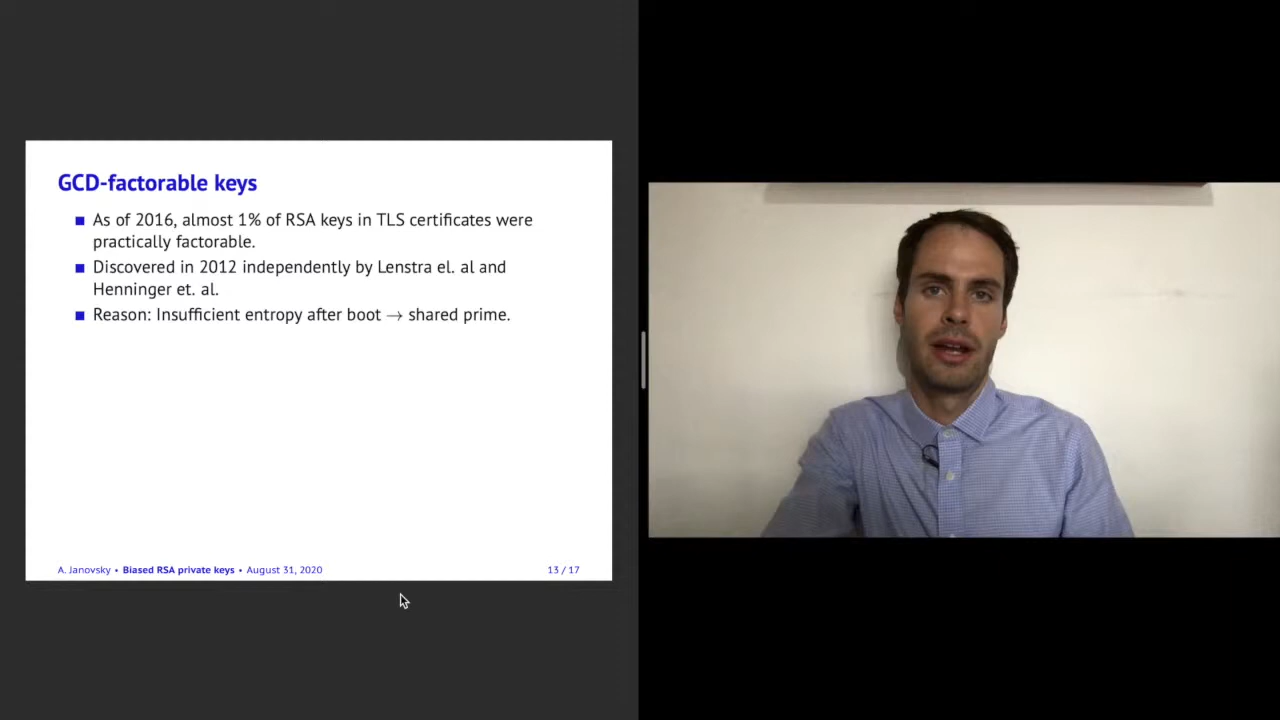 GCD-factorable keys
■ As of 2016, almost 1% of RSA keys in TLS certificates were
practically factorable.
■ Discovered in 2012 independently by Lenstra el. al and
Henninger et. al.
■ Reason: Insufficient entropy after boot → shared prime.
A. Janovsky • Biased RSA private keys • August 31, 2020
13 / 17